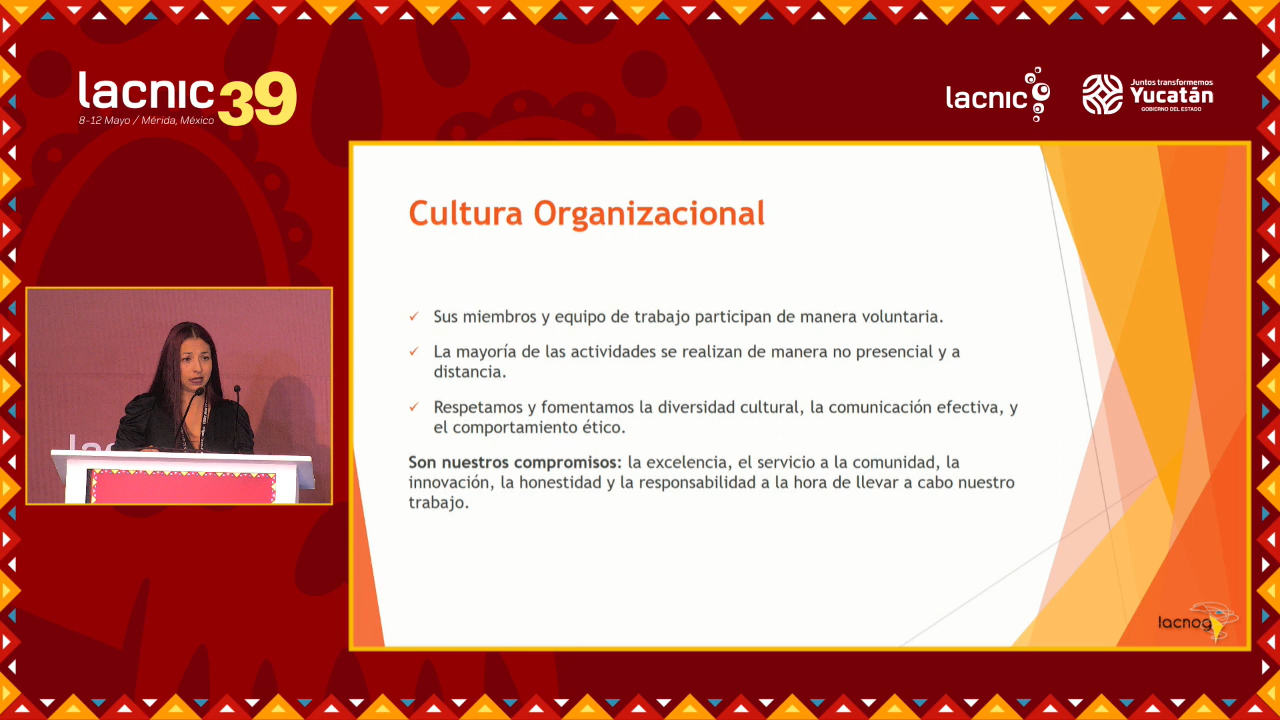 lacnic 39
8-12 Mayo / Mérida, México
lacnic
Juntos transformemos
Yucatán
GOBIERNO DEL ESTADO
Cultura Organizacional
✓ Sus miembros y equipo de trabajo participan de manera voluntaria.
✓ La mayoría de las actividades se realizan de manera no presencial y a
distancia.
✓ Respetamos y fomentamos la diversidad cultural, la comunicación efectiva, y
el comportamiento ético.
Son nuestros compromisos: la excelencia, el servicio a la comunidad, la
innovación, la honestidad y la responsabilidad a la hora de llevar a cabo nuestro
trabajo.
lacnog